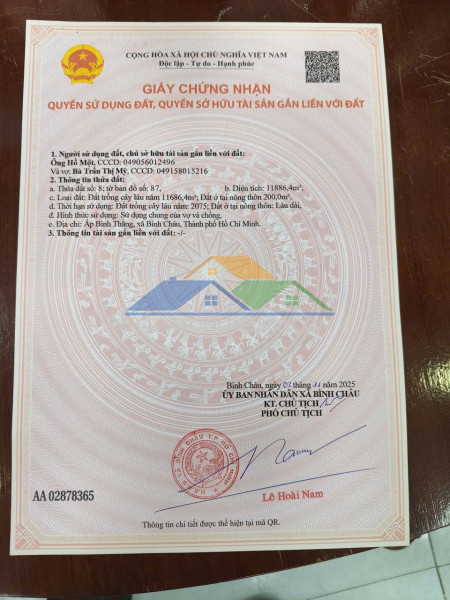 CỘNG HÒA XÃ HỘI CHỦ NGHĨA VIỆT NAM
Độc lập - Tự do - Hạnh phúc
GIẤY CHỨNG NHẬN
QUYỀN SỬ DỤNG ĐẤT, QUYỀN SỞ HỮU TÀI SẢN GẮN LIỀN VỚI ĐẤT
1. Người sử dụng đất, chủ sở hữu tài sản gắn liền với đất:
Ông Hồ Một, CCCD: 049056012496
Và vợ: Bà Trần Thị Mỹ, CCCD: 049158015216
2. Thông tin thửa đất:
a. Thửa đất số: 8; tờ bản đồ số: 87, b. Diện tích: 11886,4m²,
c. Loại đất: Đất trồng cây lâu năm 11686,4m²; Đất ở tại nông thôn 200,0m².
d. Thời hạn sử dụng: Đất trồng cây lâu năm: 2075; Đất ở tại nông thôn: Lâu dài,
đ. Hình thức sử dụng: Sử dụng chung của vợ và chồng,
e. Địa chỉ: Ấp Bình Thắng, xã Bình Châu, Thành phố Hồ Chí Minh.
3. Thông tin tài sản gắn liền với đất: -/-
Bình Châu, ngày 03 tháng 11 năm 2025
ỦY BAN NHÂN DÂN XÃ BÌNH CHÂU
KT. CHỦ TỊCH
PHÓ CHỦ TỊCH
Lê Hoài Nam
AA 02878365
Thông tin chi tiết được thể hiện tại mã QR.